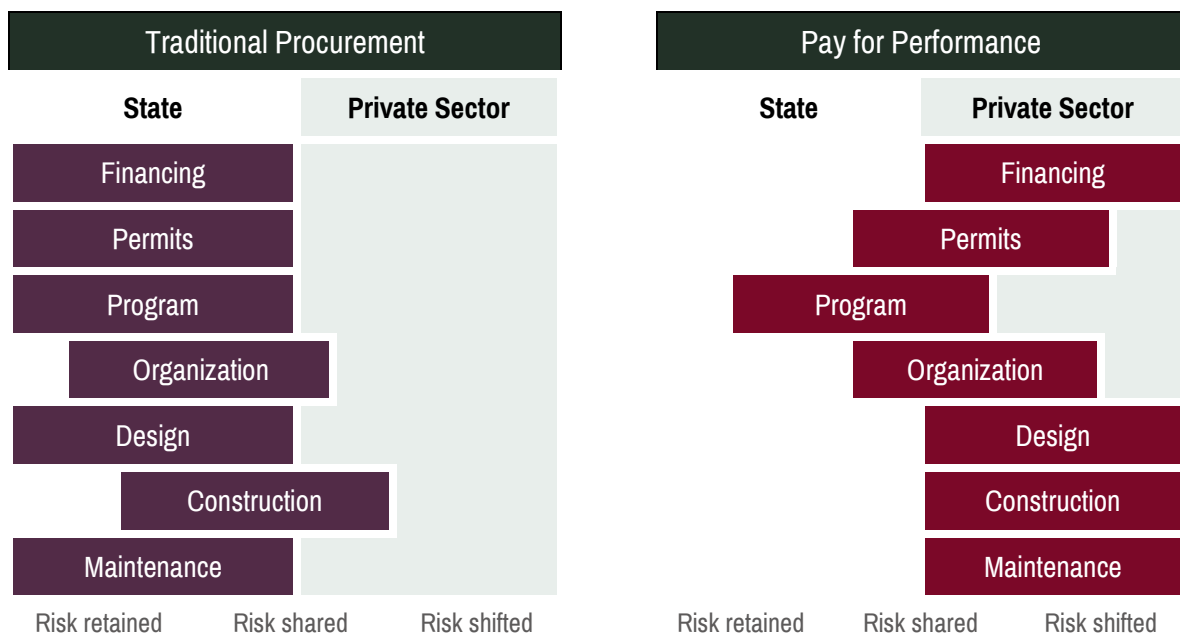 Traditional Procurement
State
Private Sector
Financing
Permits
Program
Organization
Design
Construction
Maintenance
Risk retained
Risk shared
Risk shifted
Pay for Performance
State
Private Sector
Financing
Permits
Program
Organization
Design
Construction
Maintenance
Risk retained
Risk shared
Risk shifted